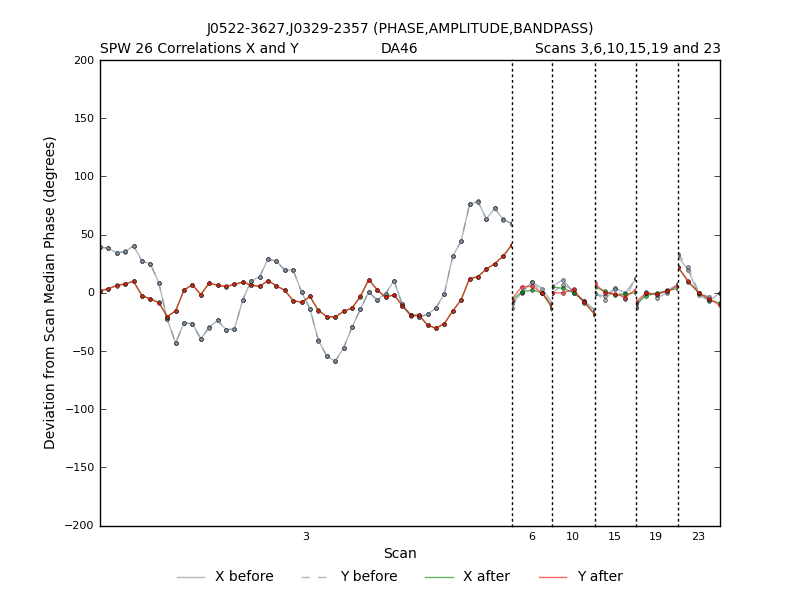 J0522-3627,J0329-2357 (PHASE,AMPLITUDE,BANDPASS)
SPW 26 Correlations X and Y DA46 Scans 3,6,10,15,19 and 23
200
150
100
50
0
−50
−100
−150
−200
Deviation from Scan Median Phase (degrees)
3 6 10 15 19 23
Scan
X before Y before X after Y after